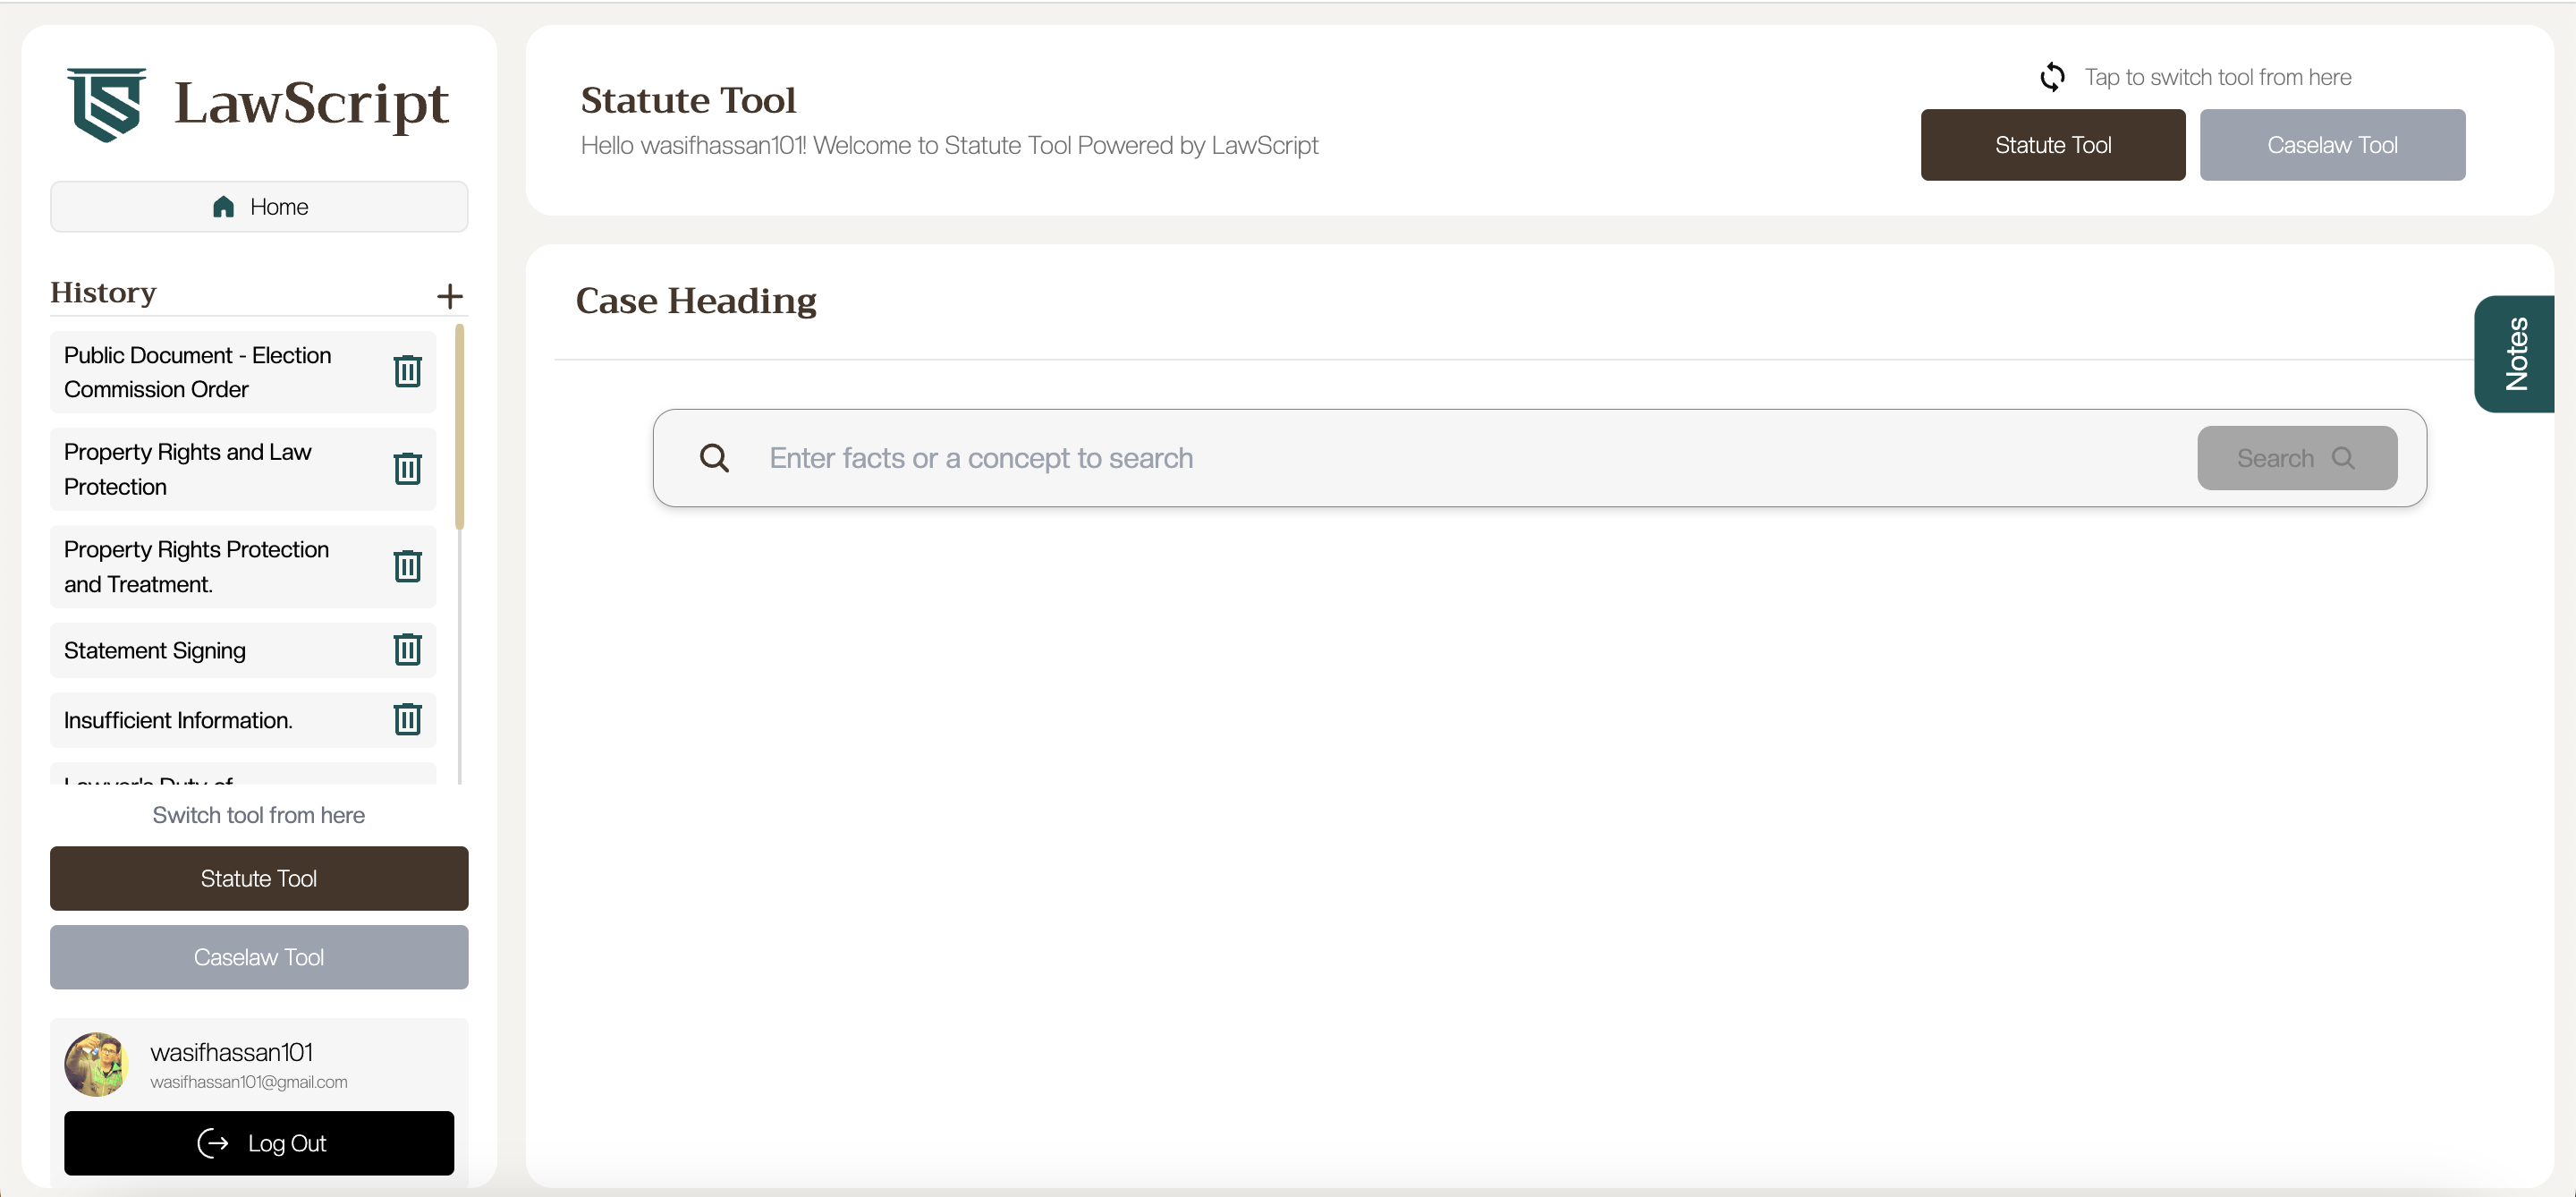 LawScript
Home
History
Public Document - Election
Commission Order
Property Rights and Law
Protection
Property Rights Protection
and Treatment.
Statement Signing
Insufficient Information.
Lawyer's Duty of
Switch tool from here
Statute Tool
Caselaw Tool
wasifhassan101
wasifhassan101@gmail.com
Log Out
Statute Tool
Hello wasifhassan101! Welcome to Statute Tool Powered by LawScript
Tap to switch tool from here
Statute Tool
Caselaw Tool
Case Heading
Notes
Enter facts or a concept to search
Search